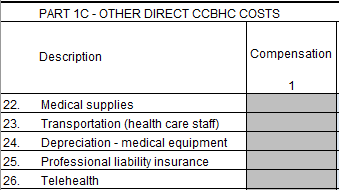 PART 1C - OTHER DIRECT CCBHC COSTS
Description Compensation
1
22. Medical supplies
23. Transportation (health care staff)
24. Depreciation - medical equipment
25. Professional liability insurance
26. Telehealth